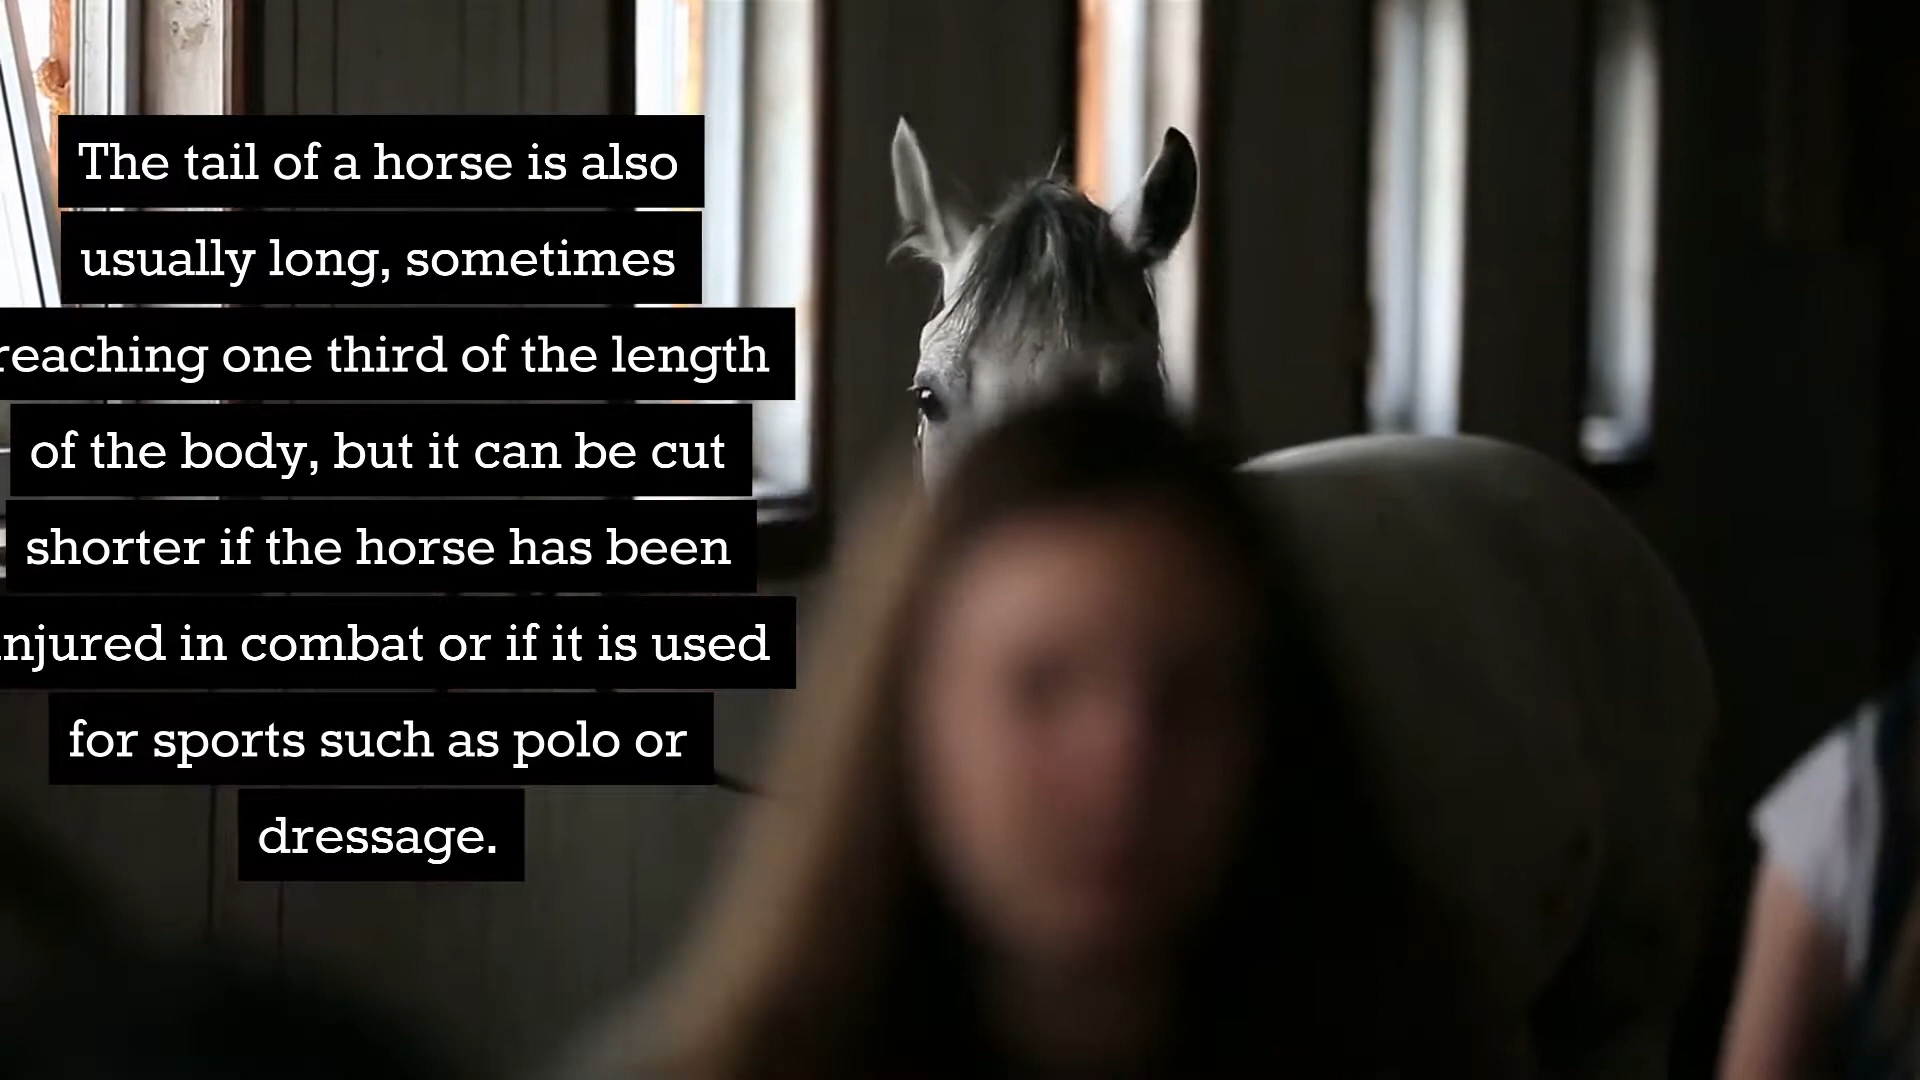 The tail of a horse is also
usually long, sometimes
reaching one third of the length
of the body, but it can be cut
shorter if the horse has been
injured in combat or if it is used
for sports such as polo or
dressage.